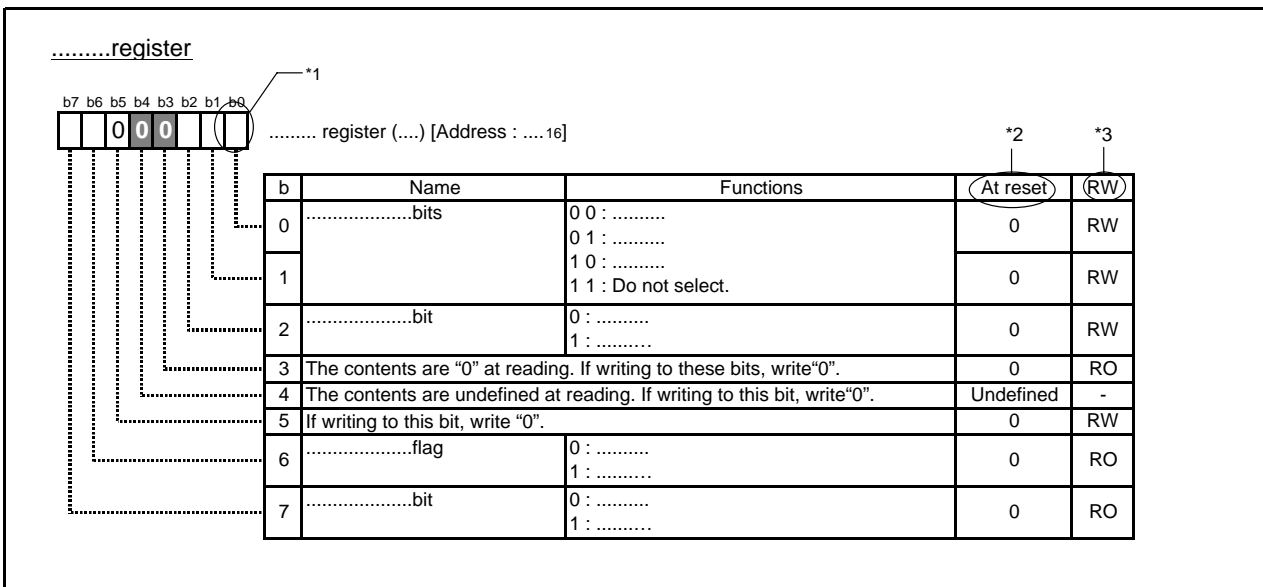 .........register
*1
b7 b6 b5 b4 b3 b2 b1 b0
0 0 0
......... register (....) [Address : ....16]
*2 *3
b Name Functions At reset RW
0 ....................bits 0 0 : .......... 0 RW
0 1 : ..........
1 1 0 : .......... 0 RW
1 1 : Do not select.
2 ....................bit 0 : .......... 0 RW
1 : ..........
3 The contents are “0” at reading. If writing to these bits, write“0”. 0 RO
4 The contents are undefined at reading. If writing to this bit, write“0”. Undefined -
5 If writing to this bit, write “0”. 0 RW
6 ....................flag 0 : .......... 0 RO
1 : ..........
7 ....................bit 0 : .......... 0 RO
1 : ..........